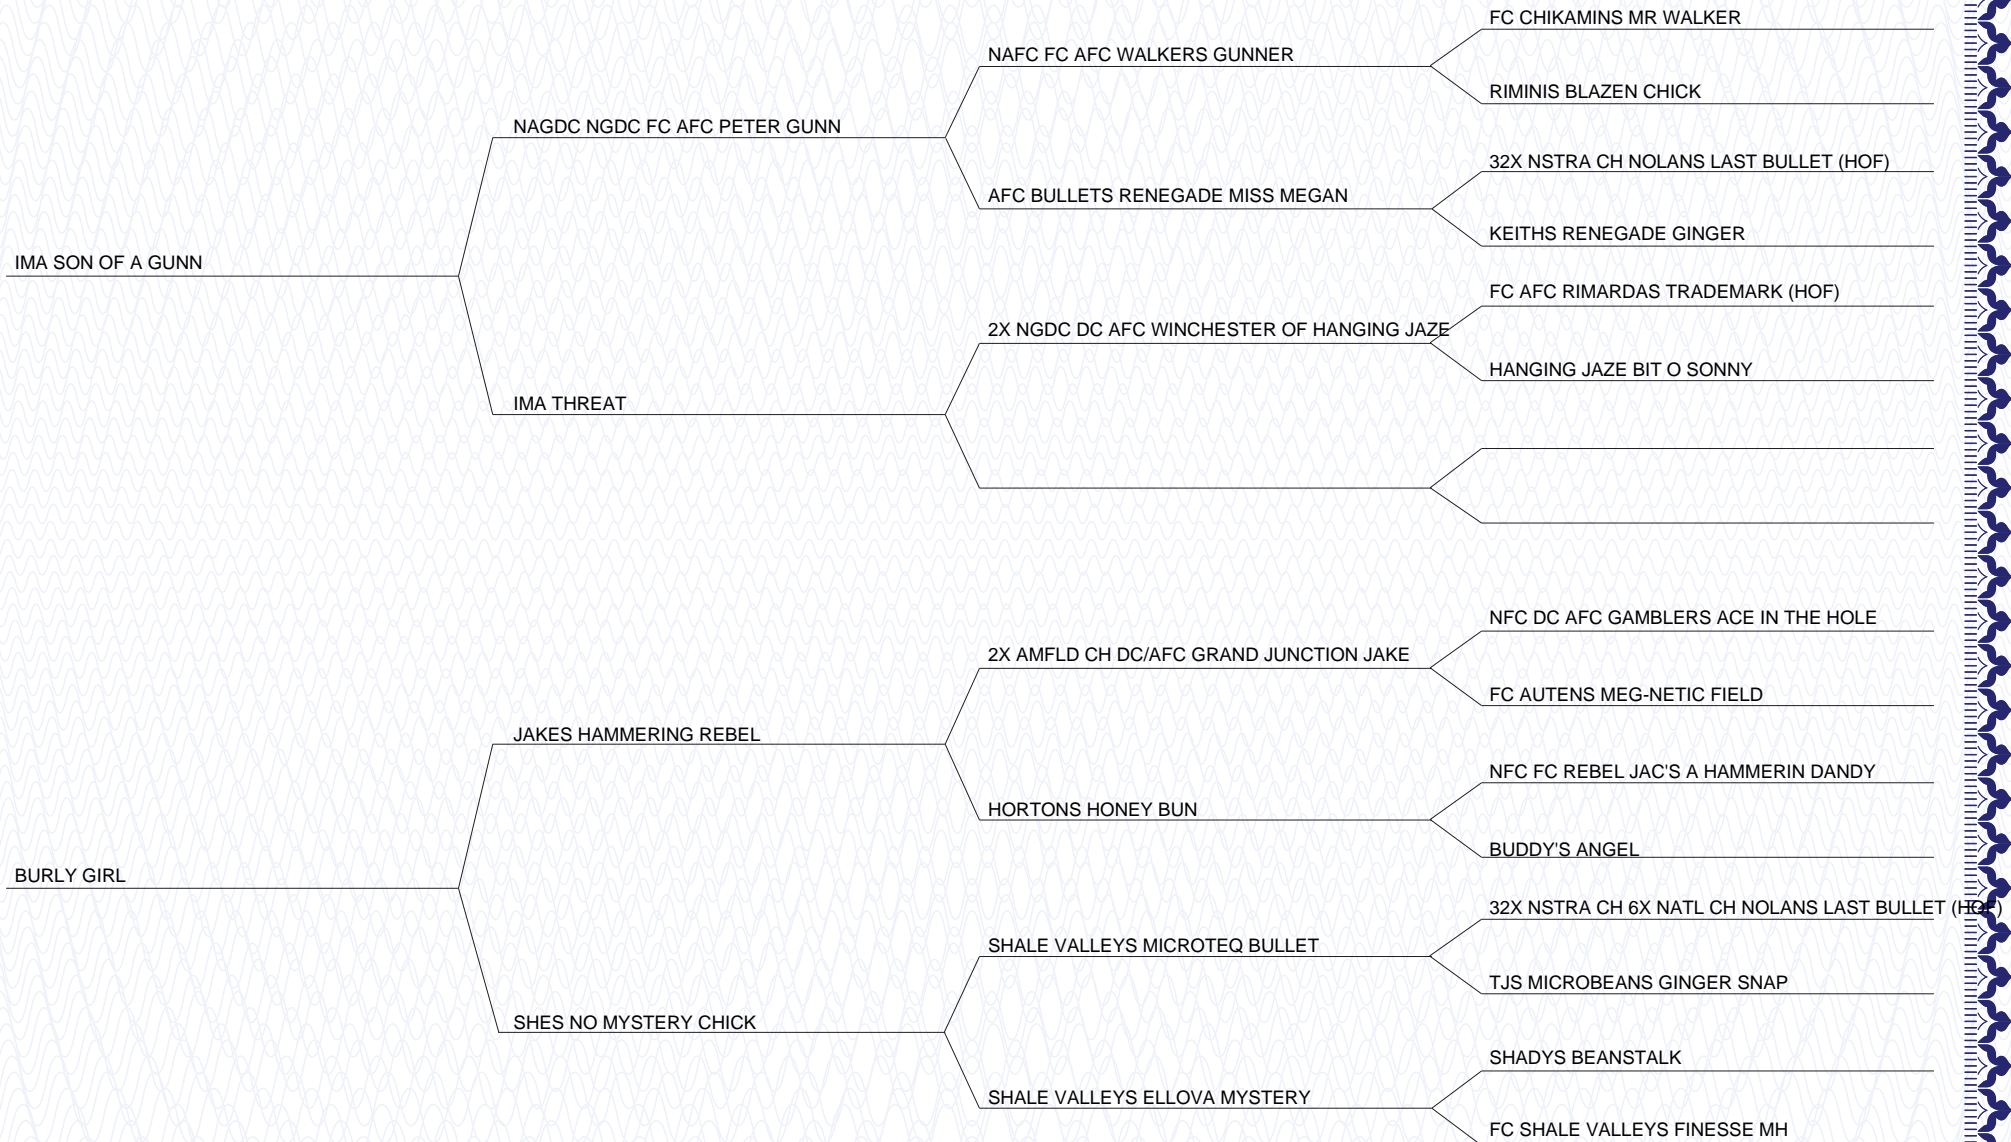 FC CHIKAMINS MR WALKER
NAFC FC AFC WALKERS GUNNER
RIMINIS BLAZEN CHICK
NAGDC NGDC FC AFC PETER GUNN
32X NSTRA CH NOLANS LAST BULLET (HOF)
AFC BULLETS RENEGADE MISS MEGAN
KEITHS RENEGADE GINGER
IMA SON OF A GUNN
FC AFC RIMARDAS TRADEMARK (HOF)
2X NGDC DC AFC WINCHESTER OF HANGING JAZE
HANGING JAZE BIT O SONNY
IMA THREAT
NFC DC AFC GAMBLERS ACE IN THE HOLE
2X AMFLD CH DC/AFC GRAND JUNCTION JAKE
FC AUTENS MEG-NETIC FIELD
JAKES HAMMERING REBEL
NFC FC REBEL JAC'S A HAMMERIN DANDY
HORTONS HONEY BUN
BUDDY'S ANGEL
BURLY GIRL
32X NSTRA CH 6X NATL CH NOLANS LAST BULLET (HOF)
SHALE VALLEYS MICROTEQ BULLET
TJS MICROBEANS GINGER SNAP
SHES NO MYSTERY CHICK
SHADYS BEANSTALK
SHALE VALLEYS ELLOVA MYSTERY
FC SHALE VALLEYS FINESSE MH